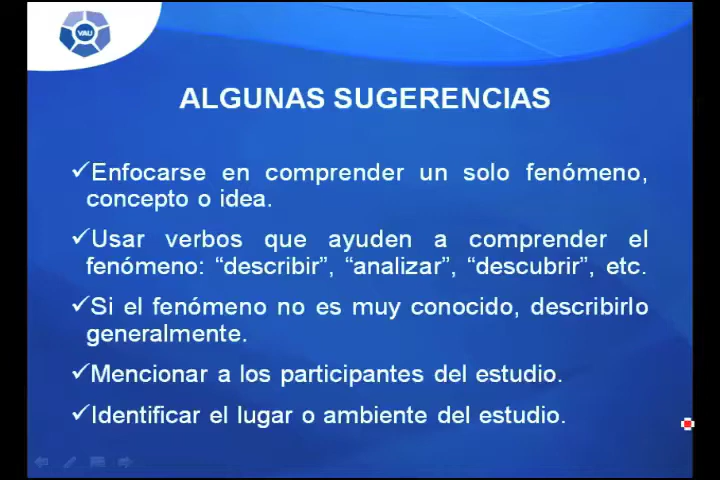 VAU
ALGUNAS SUGERENCIAS
✓Enfocarse en comprender un solo fenómeno,
concepto o idea.
✓Usar verbos que ayuden a comprender el
fenómeno: “describir”, “analizar”, “descubrir”, etc.
✓Si el fenómeno no es muy conocido, describirlo
generalmente.
✓Mencionar a los participantes del estudio.
✓Identificar el lugar o ambiente del estudio.